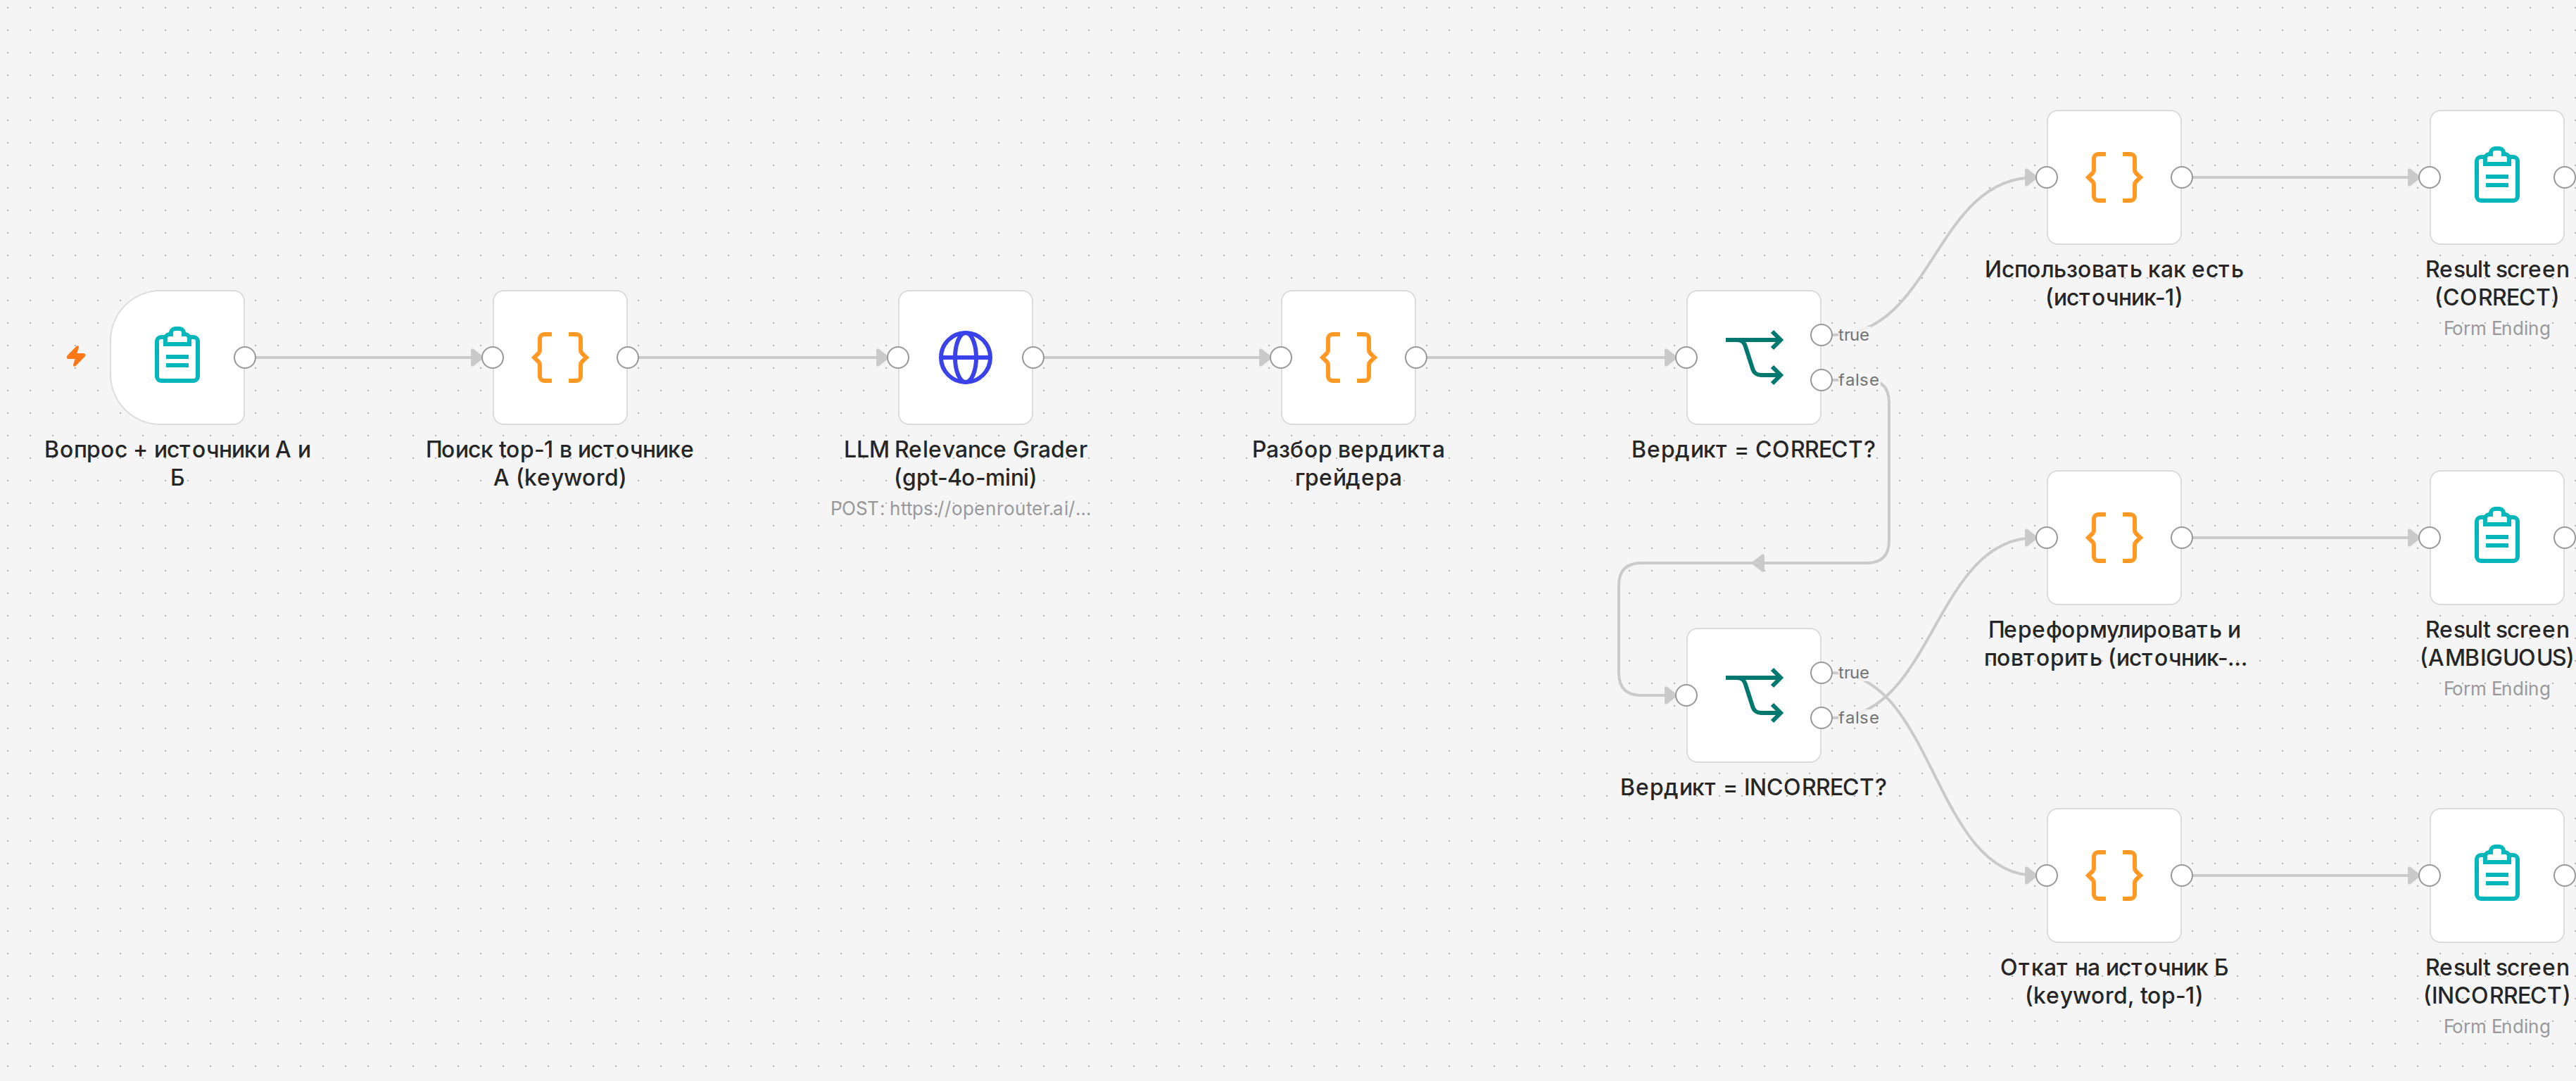 Вопрос + источники А и
Б
Поиск top-1 в источнике
А (keyword)
LLM Relevance Grader
(gpt-4o-mini)
POST: https://openrouter.ai/...
Разбор вердикта
грейдера
true
false
Вердикт = CORRECT?
Использовать как есть
(источник-1)
Result screen
(CORRECT)
Form Ending
true
false
Вердикт = INCORRECT?
Переформулировать и
повторить (источник-...
Result screen
(AMBIGUOUS)
Form Ending
Откат на источник Б
(keyword, top-1)
Result screen
(INCORRECT)
Form Ending